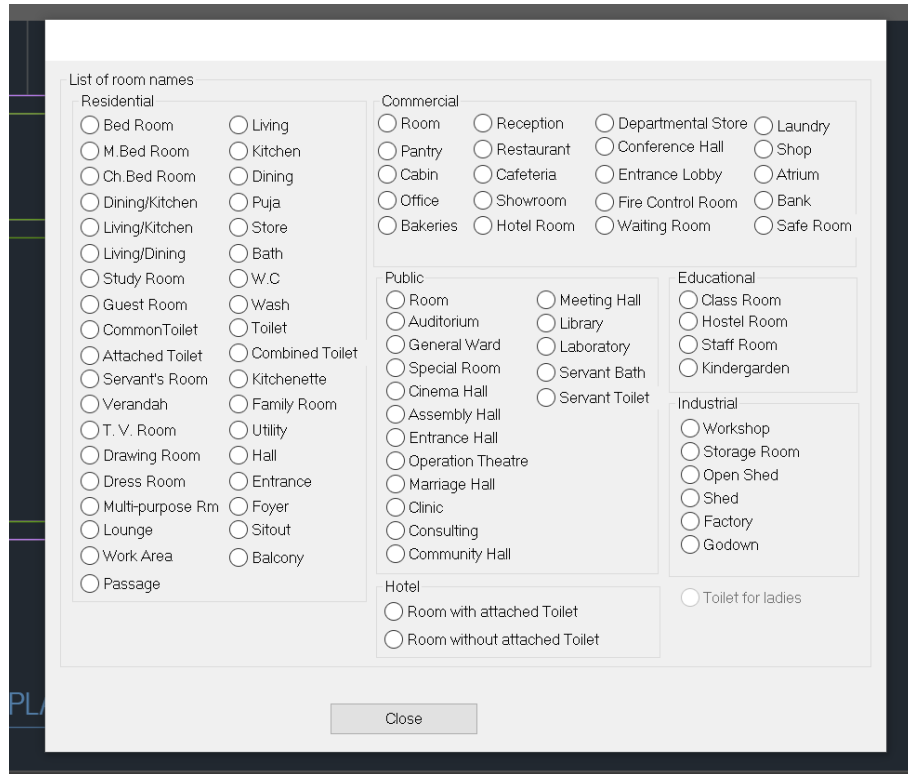 List of room names
Residential
Bed Room
M.Bed Room
Ch.Bed Room
Dining/Kitchen
Living/Kitchen
Living/Dining
Study Room
Guest Room
CommonToilet
Attached Toilet
Servant's Room
Verandah
T. V. Room
Drawing Room
Dress Room
Multi-purpose Rm
Lounge
Work Area
Passage
Living
Kitchen
Dining
Puja
Store
Bath
W.C
Wash
Toilet
Combined Toilet
Kitchenette
Family Room
Utility
Hall
Entrance
Foyer
Sitout
Balcony
Commercial
Room
Pantry
Cabin
Office
Bakeries
Reception
Restaurant
Cafeteria
Showroom
Hotel Room
Departmental Store
Conference Hall
Entrance Lobby
Fire Control Room
Waiting Room
Laundry
Shop
Atrium
Bank
Safe Room
Public
Room
Auditorium
General Ward
Special Room
Cinema Hall
Assembly Hall
Entrance Hall
Operation Theatre
Marriage Hall
Clinic
Consulting
Community Hall
Meeting Hall
Library
Laboratory
Servant Bath
Servant Toilet
Educational
Class Room
Hostel Room
Staff Room
Kindergarden
Industrial
Workshop
Storage Room
Open Shed
Shed
Factory
Godown
Toilet for ladies
Hotel
Room with attached Toilet
Room without attached Toilet
Close